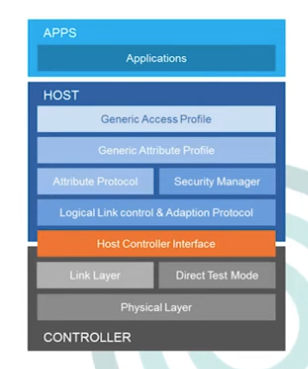 APPS
Applications
HOST
Generic Access Profile
Generic Attribute Profile
Attribute Protocol
Security Manager
Logical Link control & Adaption Protocol
Host Controller Interface
Link Layer
Direct Test Mode
Physical Layer
CONTROLLER